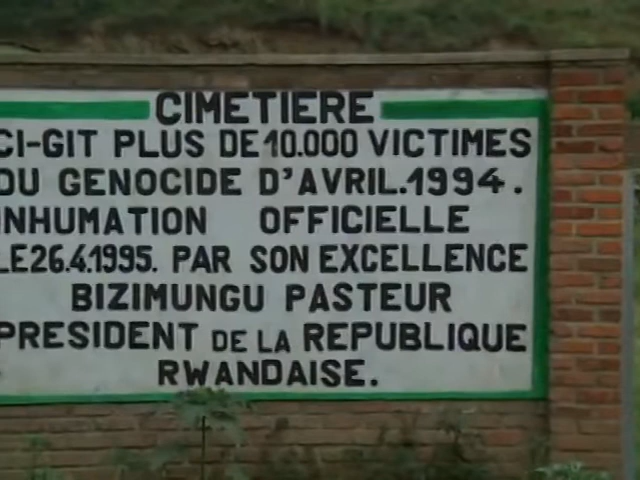 CIMETIERE
CI-GIT PLUS DE 10.000 VICTIMES
DU GENOCIDE D'AVRIL.1994.
INHUMATION OFFICIELLE
LE 26.4.1995. PAR SON EXCELLENCE
BIZIMUNGU PASTEUR
PRESIDENT DE LA REPUBLIQUE
RWANDAISE.